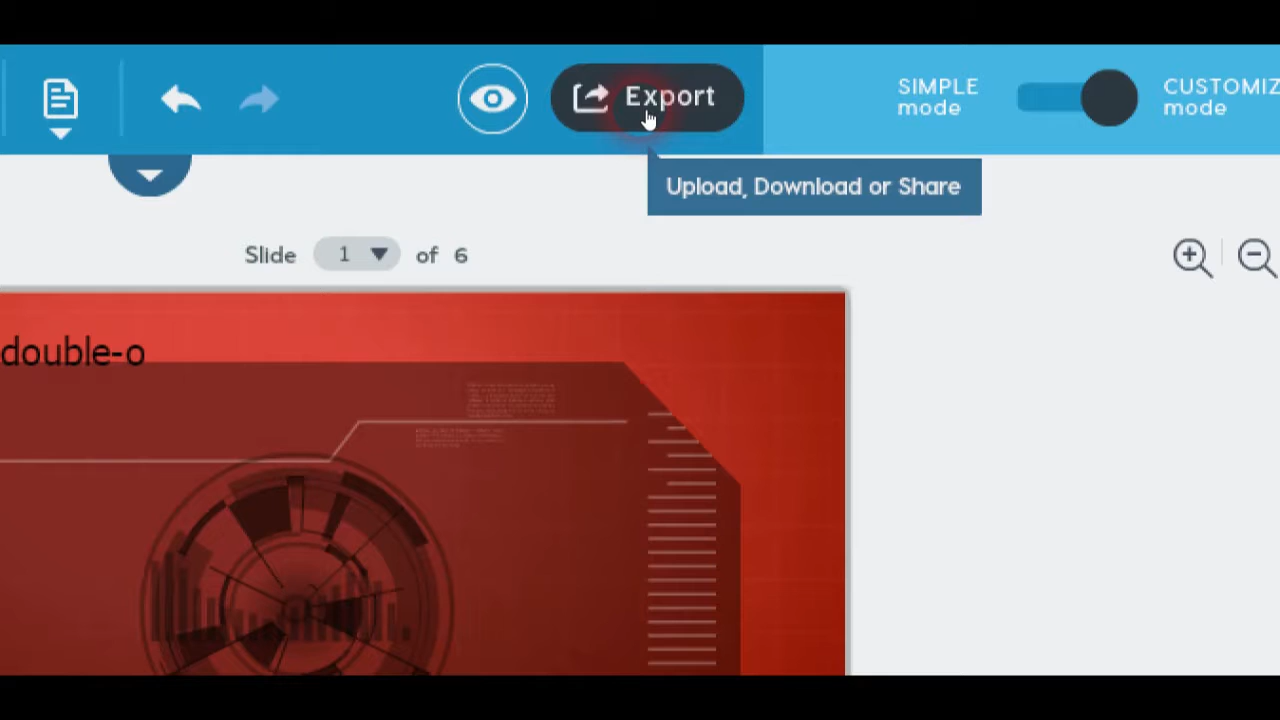 Export
SIMPLE
mode
CUSTOMIZ
mode
Upload, Download or Share
Slide 1 of 6
double-o